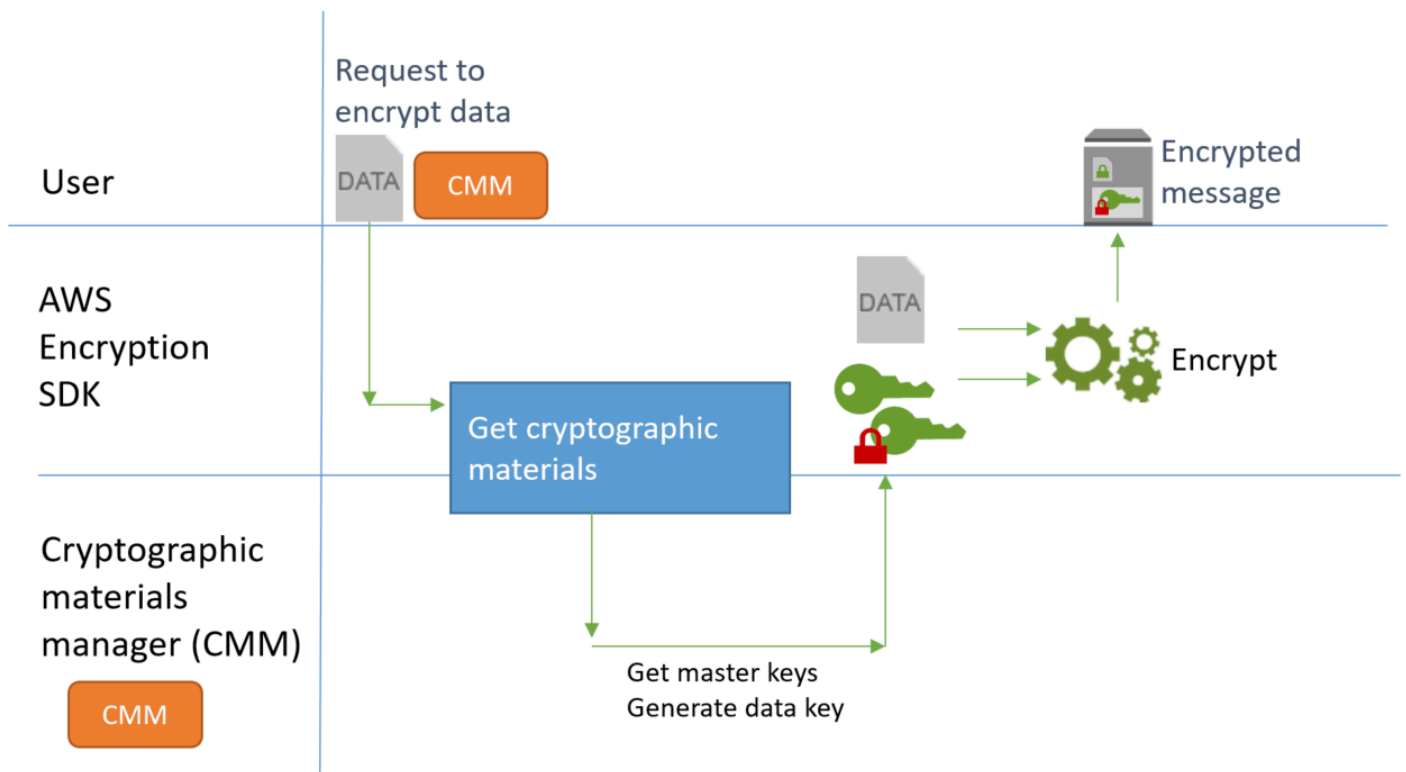 Request to
encrypt data
User
DATA
CMM
Encrypted
message
AWS
Encryption
SDK
DATA
Encrypt
Get cryptographic
materials
Cryptographic
materials
manager (CMM)
CMM
Get master keys
Generate data key